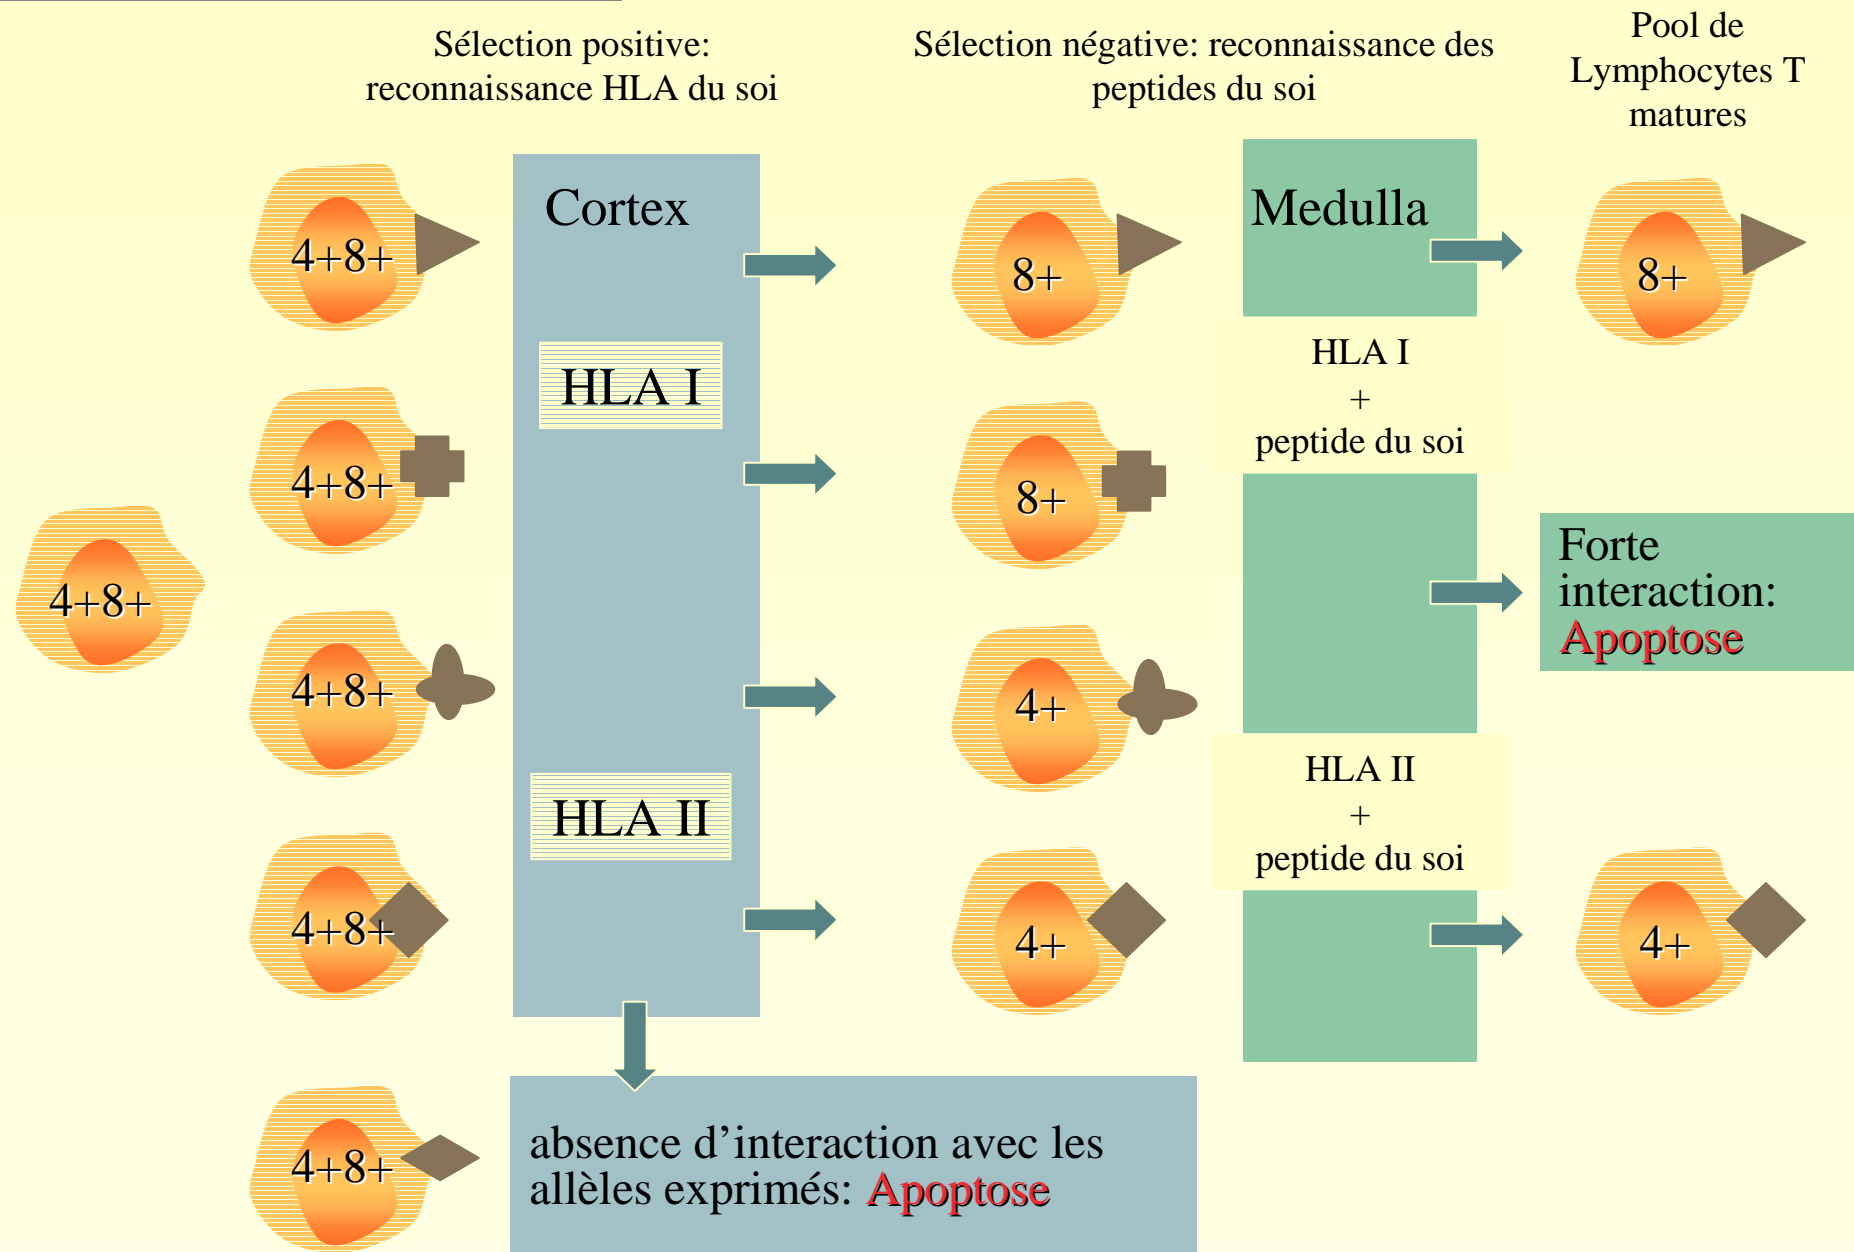 Sélection positive:
reconnaissance HLA du soi
Sélection négative: reconnaissance des
peptides du soi
Pool de
Lymphocytes T
matures
Cortex
Medulla
4+8+
8+
8+
HLA I
HLA I
+
peptide du soi
4+8+
8+
4+8+
Forte
interaction:
Apoptose
4+8+
4+
HLA II
HLA II
+
peptide du soi
4+8+
4+
4+
4+8+
absence d’interaction avec les
allèles exprimés: Apoptose